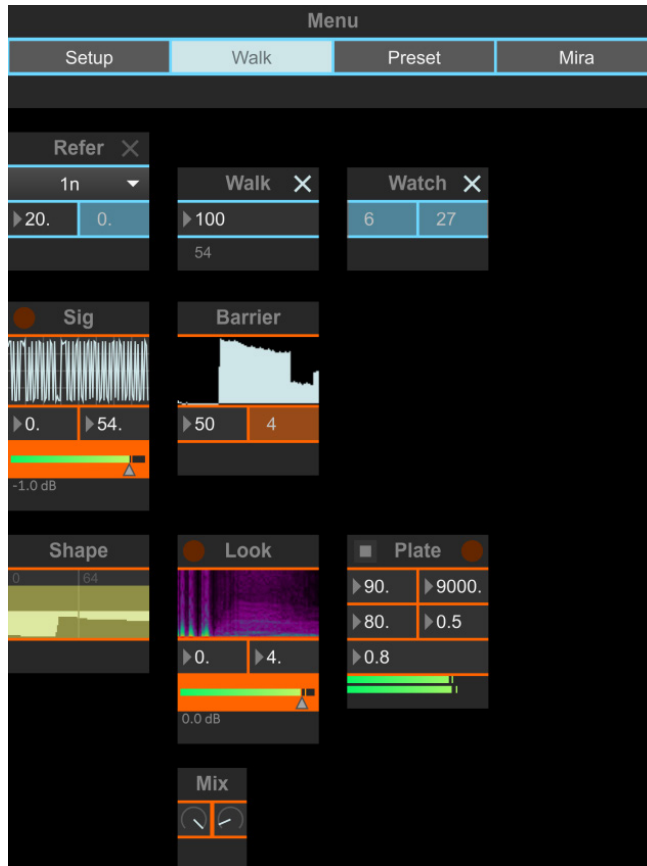 Menu
Setup Walk Preset Mira
Refer
1n Walk Watch
20. 0. 100 6 27
54
Sig Barrier
0. 54. 50 4
-1.0 dB
Shape Look Plate
0 64 90. 9000.
80. 0.5
0. 4. 0.8
0.0 dB
Mix